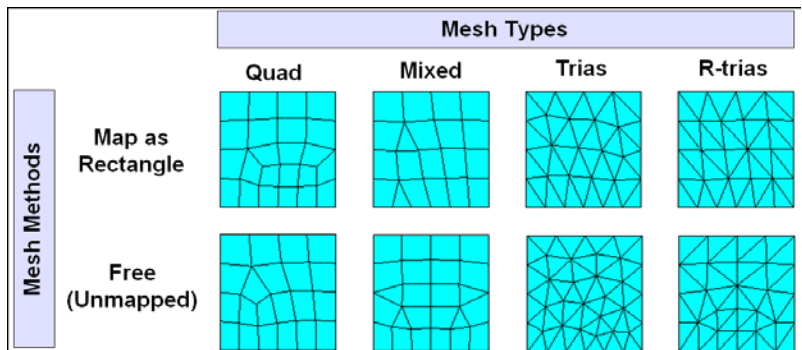 Mesh Types
Quad
Mixed
Trias
R-trias
Mesh Methods
Map as
Rectangle
Free
(Unmapped)